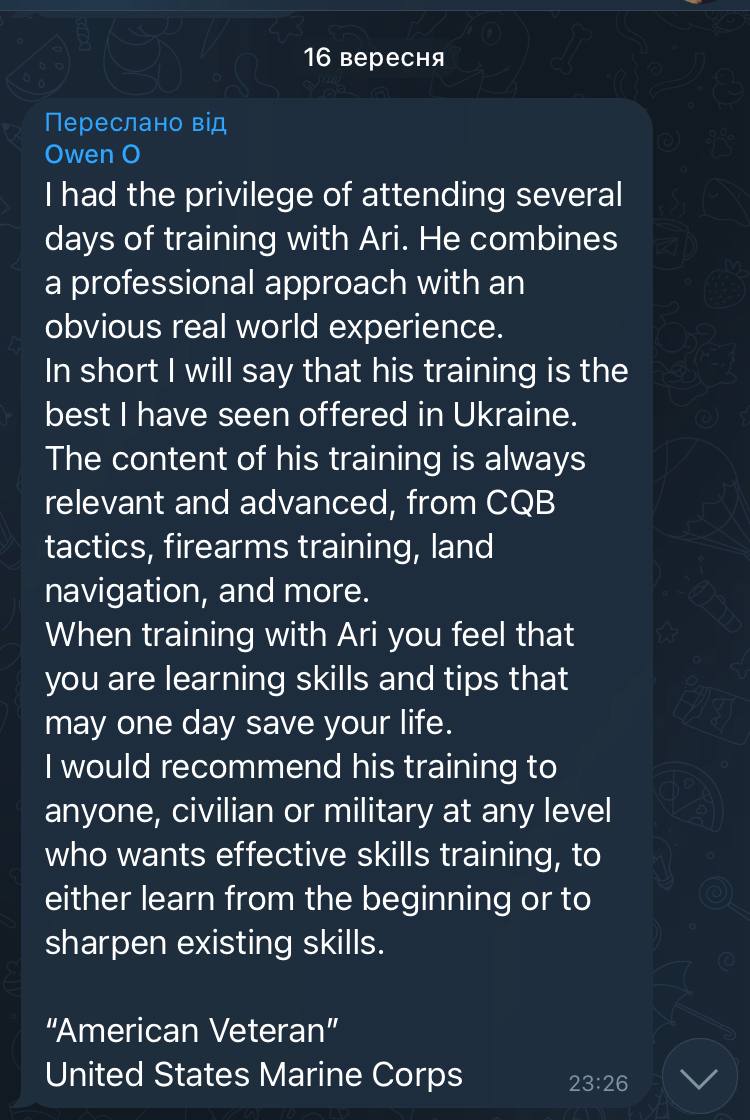 16 вересня
Переслано від
Owen O
I had the privilege of attending several
days of training with Ari. He combines
a professional approach with an
obvious real world experience.
In short I will say that his training is the
best I have seen offered in Ukraine.
The content of his training is always
relevant and advanced, from CQB
tactics, firearms training, land
navigation, and more.
When training with Ari you feel that
you are learning skills and tips that
may one day save your life.
I would recommend his training to
anyone, civilian or military at any level
who wants effective skills training, to
either learn from the beginning or to
sharpen existing skills.
“American Veteran”
United States Marine Corps
23:26